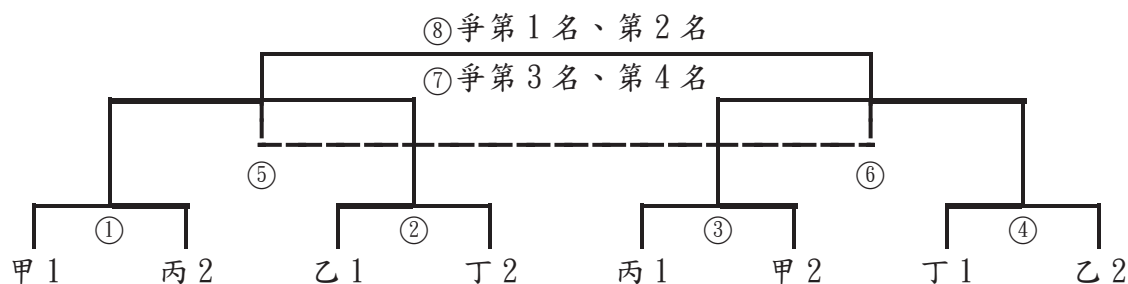 ⑧爭第1名、第2名
⑦爭第3名、第4名
⑤ ⑥
① ② ③ ④
甲1 丙2 乙1 丁2 丙1 甲2 丁1 乙2